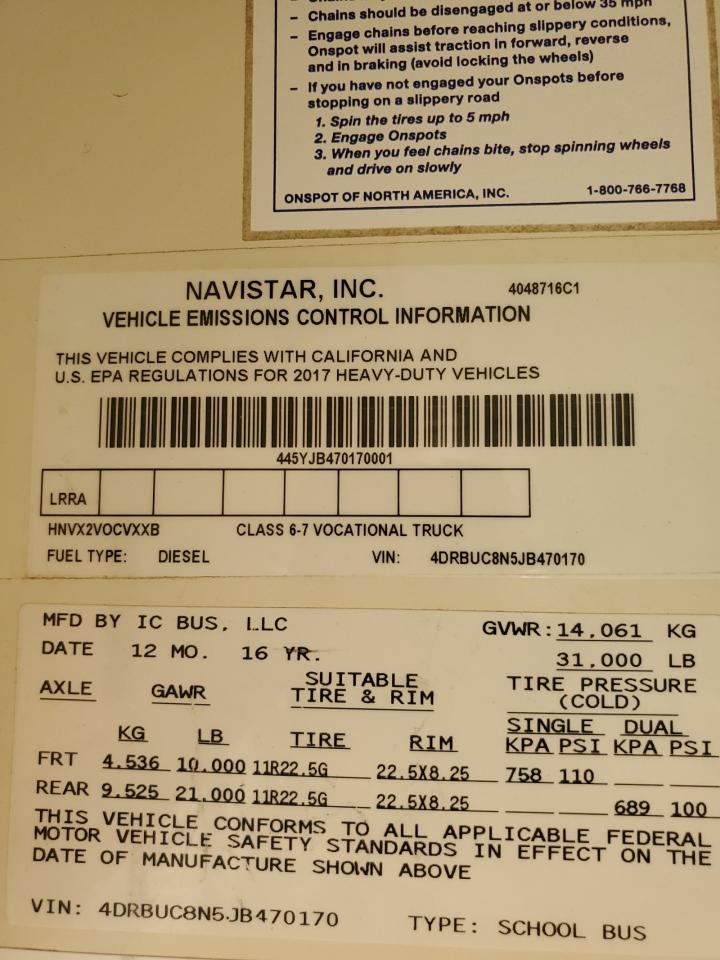 – Chains should be disengaged at or below 35 mph
– Engage chains before reaching slippery conditions,
Onspot will assist traction in forward, reverse
and in braking (avoid locking the wheels)
– If you have not engaged your Onspots before
stopping on a slippery road
1. Spin the tires up to 5 mph
2. Engage Onspots
3. When you feel chains bite, stop spinning wheels
and drive on slowly
ONSPOT OF NORTH AMERICA, INC. 1-800-766-7768
NAVISTAR, INC. 4048716C1
VEHICLE EMISSIONS CONTROL INFORMATION
THIS VEHICLE COMPLIES WITH CALIFORNIA AND
U.S. EPA REGULATIONS FOR 2017 HEAVY-DUTY VEHICLES
445YJB470170001
LRRA
HNVX2VOCVXXB CLASS 6-7 VOCATIONAL TRUCK
FUEL TYPE: DIESEL VIN: 4DRBUC8N5JB470170
MFD BY IC BUS, LLC GVWR: 14,061 KG
DATE 12 MO. 16 YR. 31,000 LB
AXLE GAWR SUITABLE TIRE PRESSURE
TIRE & RIM (COLD)
SINGLE DUAL
KG LB TIRE RIM KPA PSI KPA PSI
FRT 4,536 10,000 11R22.5G 22.5X8.25 758 110
REAR 9,525 21,000 11R22.5G 22.5X8.25 689 100
THIS VEHICLE CONFORMS TO ALL APPLICABLE FEDERAL
MOTOR VEHICLE SAFETY STANDARDS IN EFFECT ON THE
DATE OF MANUFACTURE SHOWN ABOVE
VIN: 4DRBUC8N5JB470170 TYPE: SCHOOL BUS